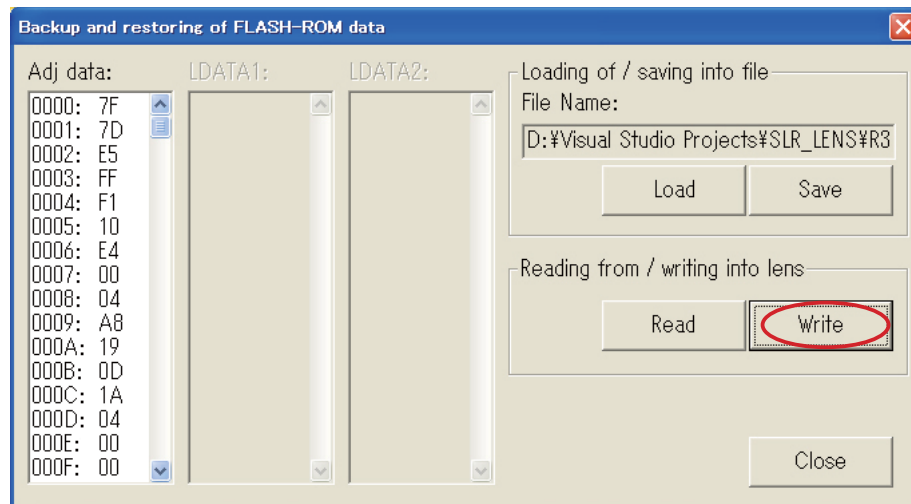 Backup and restoring of FLASH-ROM data
Adj data:
LDATA1:
LDATA2:
0000: 7F
0001: 7D
0002: E5
0003: FF
0004: F1
0005: 10
0006: E4
0007: 00
0008: 04
0009: A8
000A: 19
000B: 0D
000C: 1A
000D: 04
000E: 00
000F: 00
Loading of / saving into file
File Name:
D:¥Visual Studio Projects¥SLR_LENS¥R3
Load
Save
Reading from / writing into lens
Read
Write
Close